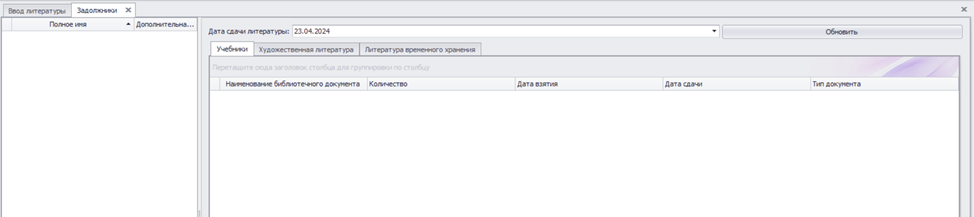 Ввод литературы Задолжники
Полное имя Дополнительна...
Дата сдачи литературы: 23.04.2024 Обновить
Учебники Художественная литература Литература временного хранения
Перетащите сюда заголовок столбца для группировки по столбцу
Наименование библиотечного документа Количество Дата взятия Дата сдачи Тип документа